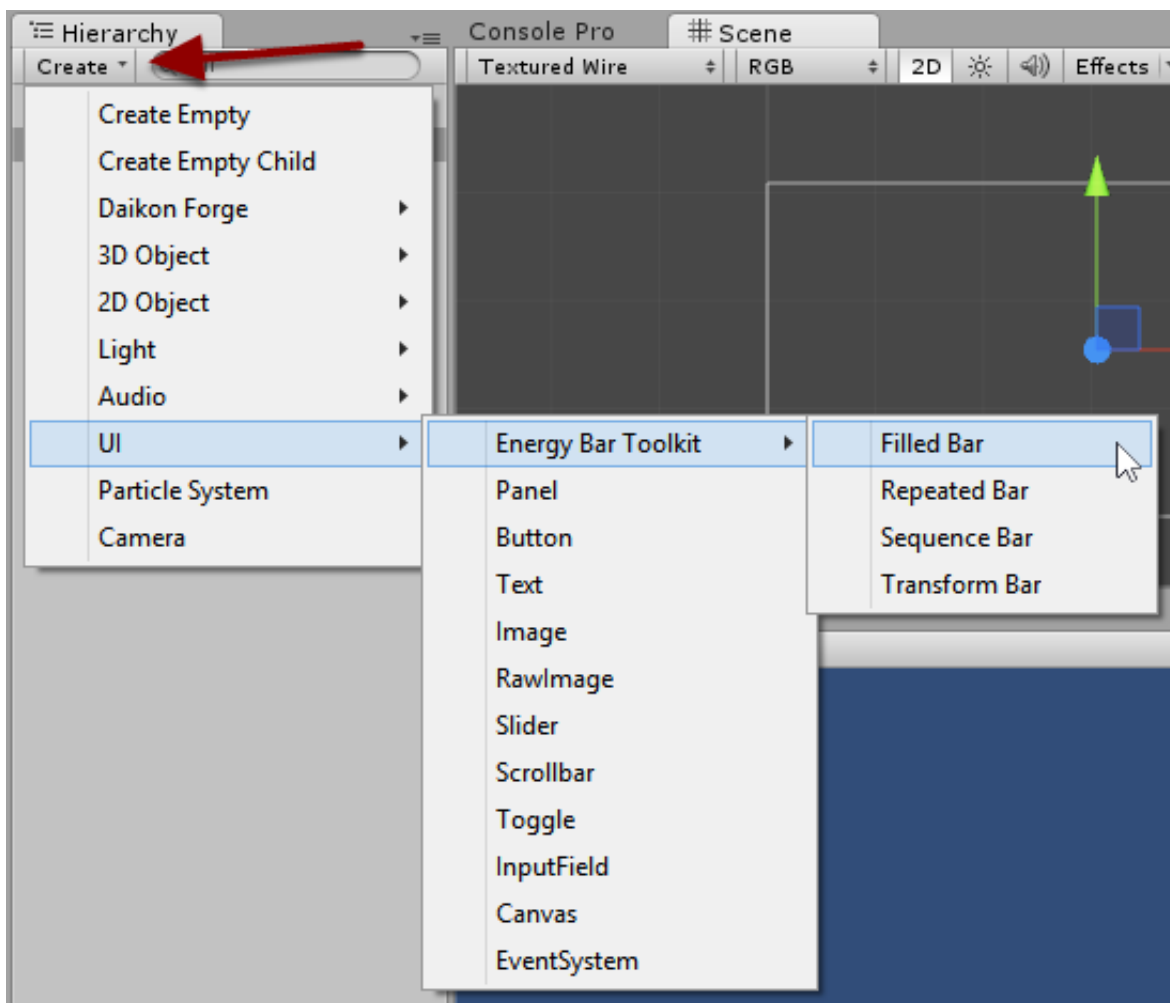 Hierarchy
Create
Create Empty
Create Empty Child
Daikon Forge
3D Object
2D Object
Light
Audio
UI
Particle System
Camera
Console Pro
Scene
Textured Wire
RGB
2D
Effects
Energy Bar Toolkit
Panel
Button
Text
Image
RawImage
Slider
Scrollbar
Toggle
InputField
Canvas
EventSystem
Filled Bar
Repeated Bar
Sequence Bar
Transform Bar